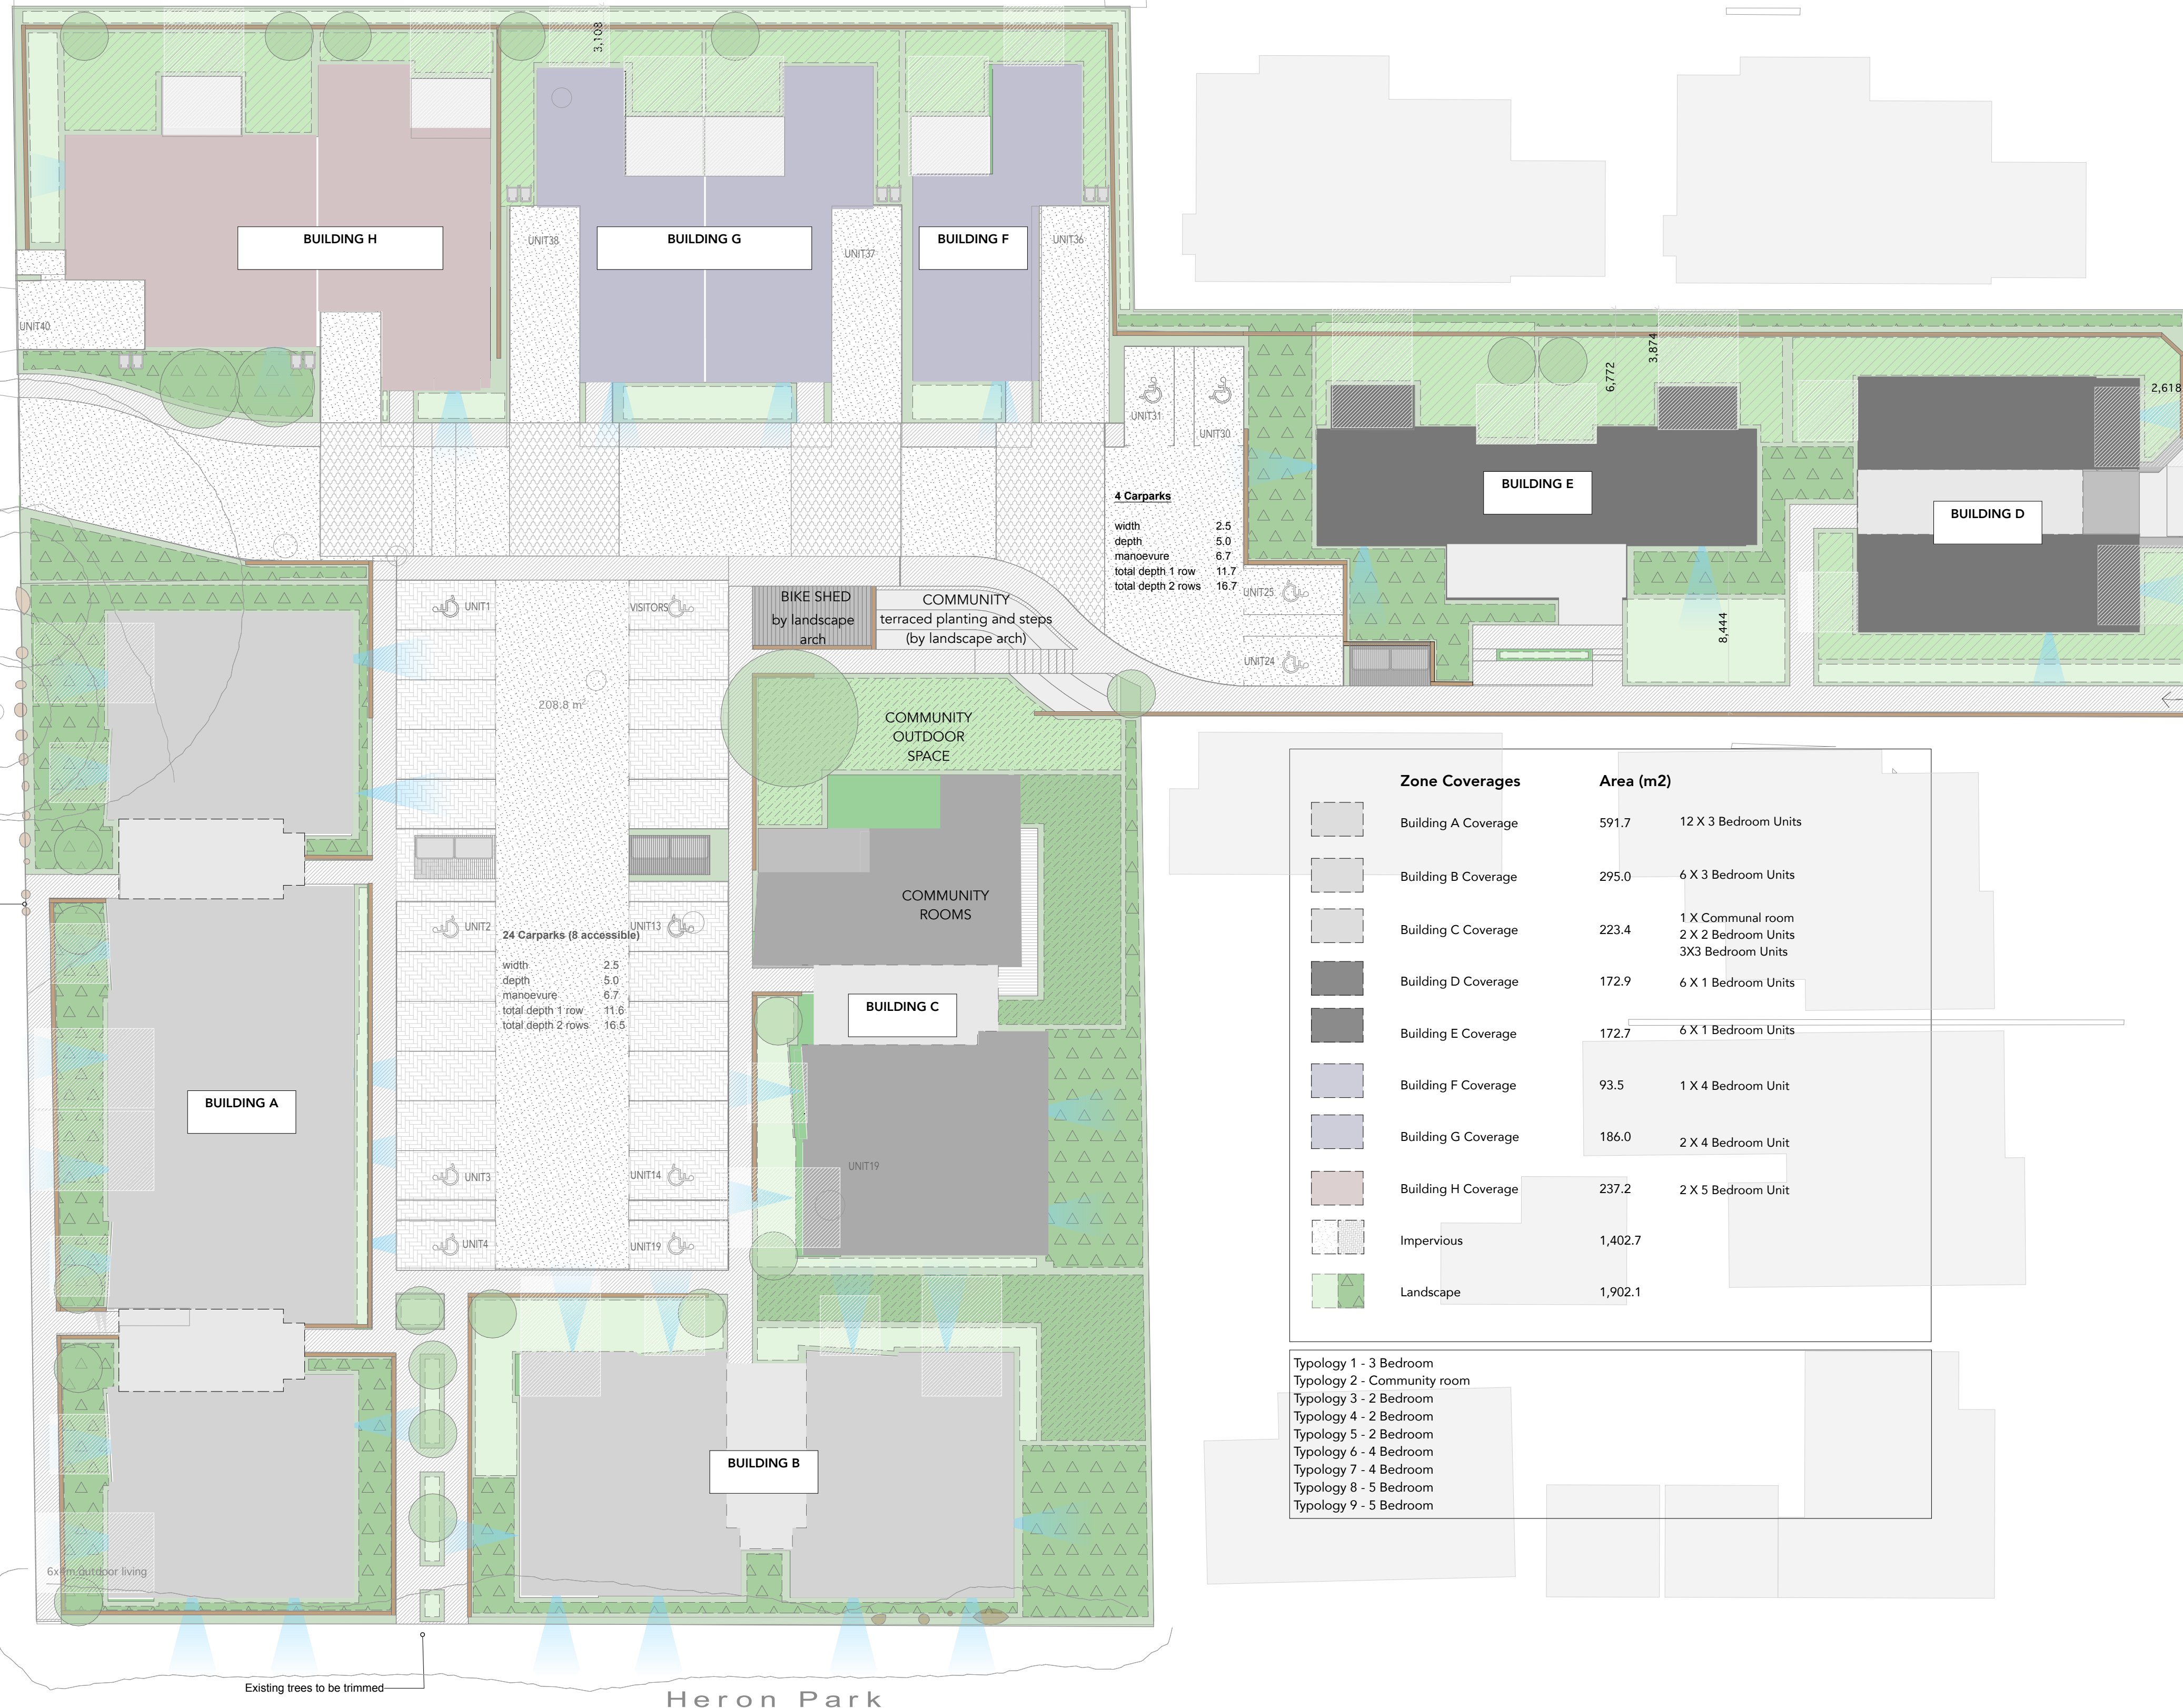 3,108
BUILDING H
BUILDING G
BUILDING F
UNIT38
UNIT37
UNIT36
UNIT40
UNIT31
UNIT30
6,772
3,874
2,618
BUILDING E
BUILDING D
4 Carparks
width 2.5
depth 5.0
manoevure 6.7
total depth 1 row 11.7
total depth 2 rows 16.7
UNIT25
UNIT24
8,444
UNIT1
VISITORS
BIKE SHED
by landscape
arch
COMMUNITY
terraced planting and steps
(by landscape arch)
208.8 m²
COMMUNITY
OUTDOOR
SPACE
COMMUNITY
ROOMS
UNIT2
UNIT13
24 Carparks (8 accessible)
width 2.5
depth 5.0
manoevure 6.7
total depth 1 row 11.6
total depth 2 rows 16.5
BUILDING C
BUILDING A
UNIT3
UNIT14
UNIT19
UNIT4
UNIT19
BUILDING B
Zone Coverages Area (m2)
Building A Coverage 591.7 12 X 3 Bedroom Units
Building B Coverage 295.0 6 X 3 Bedroom Units
Building C Coverage 223.4 1 X Communal room
2 X 2 Bedroom Units
3X3 Bedroom Units
Building D Coverage 172.9 6 X 1 Bedroom Units
Building E Coverage 172.7 6 X 1 Bedroom Units
Building F Coverage 93.5 1 X 4 Bedroom Unit
Building G Coverage 186.0 2 X 4 Bedroom Unit
Building H Coverage 237.2 2 X 5 Bedroom Unit
Impervious 1,402.7
Landscape 1,902.1
Typology 1 - 3 Bedroom
Typology 2 - Community room
Typology 3 - 2 Bedroom
Typology 4 - 2 Bedroom
Typology 5 - 2 Bedroom
Typology 6 - 4 Bedroom
Typology 7 - 4 Bedroom
Typology 8 - 5 Bedroom
Typology 9 - 5 Bedroom
outdoor living
Existing trees to be trimmed
Heron Park